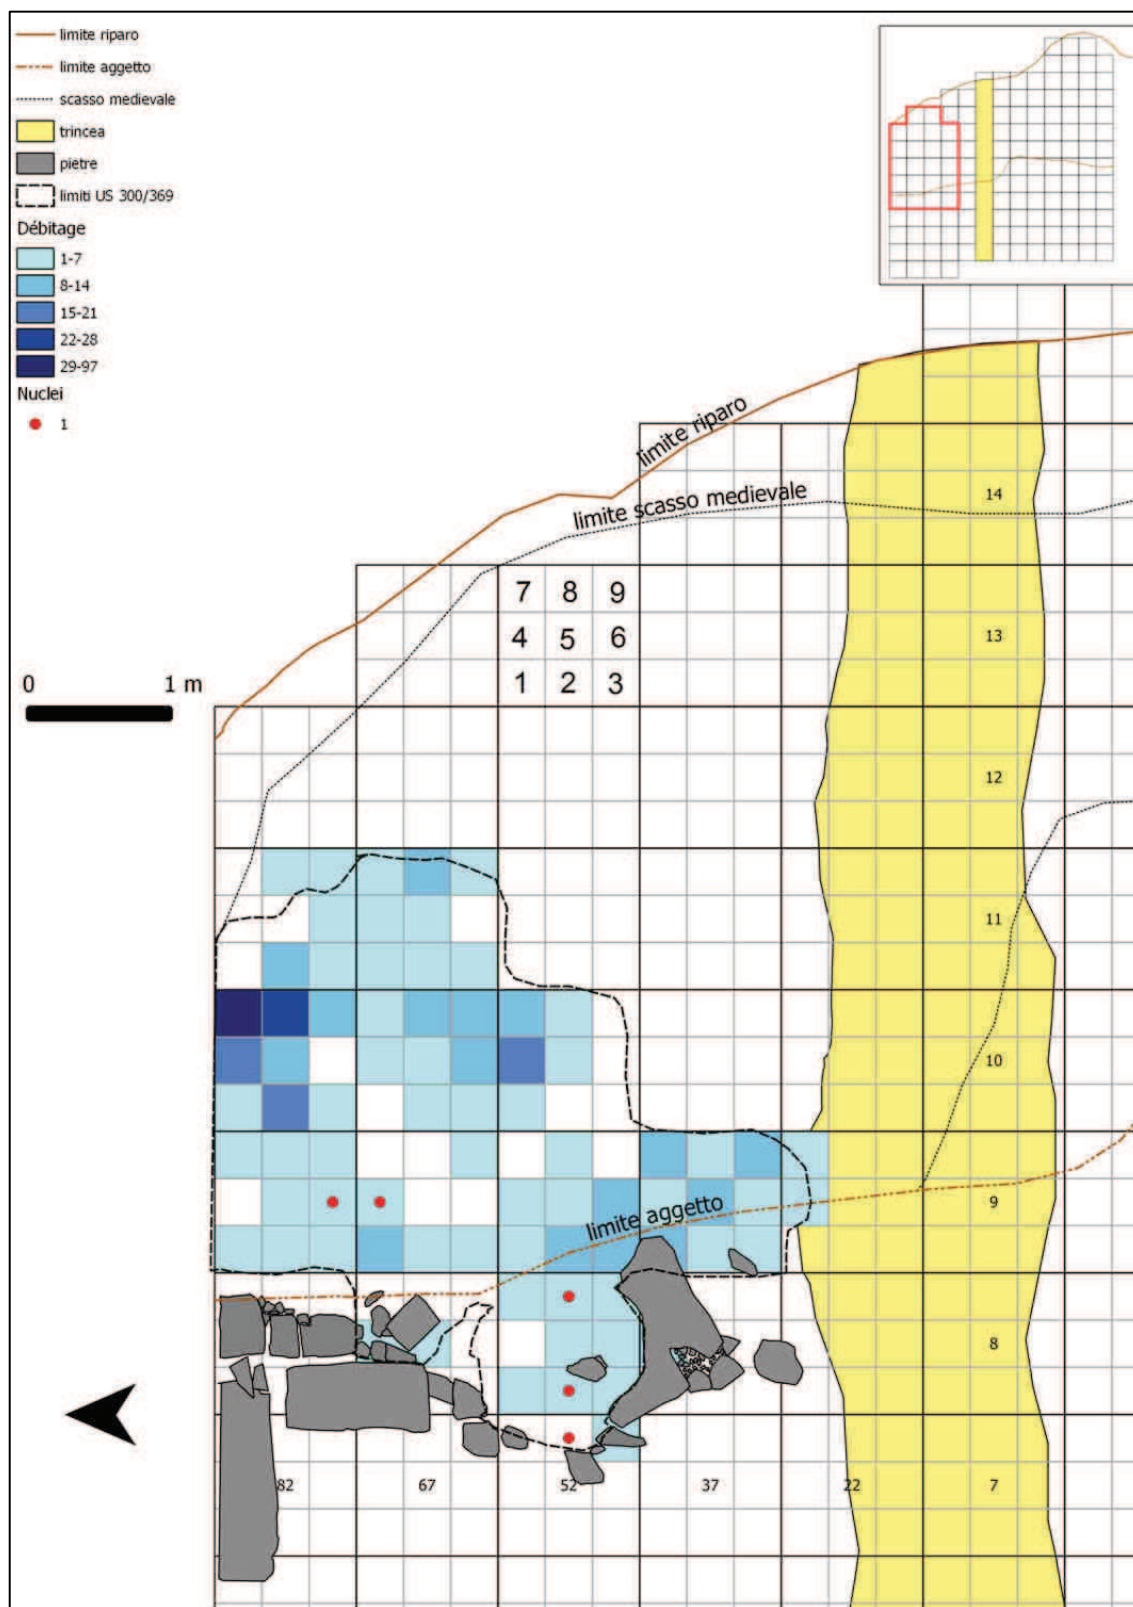 limite riparo
limite aggetto
scasso medievale
trincea
pietre
limiti US 300/369
Débitage
1-7
8-14
15-21
22-28
29-97
Nuclei
1
limite riparo
limite scasso medievale
14
7 8 9
4 5 6
1 2 3
13
0 1 m
12
11
10
9
limite aggetto
8
82 67 52 37 22 7